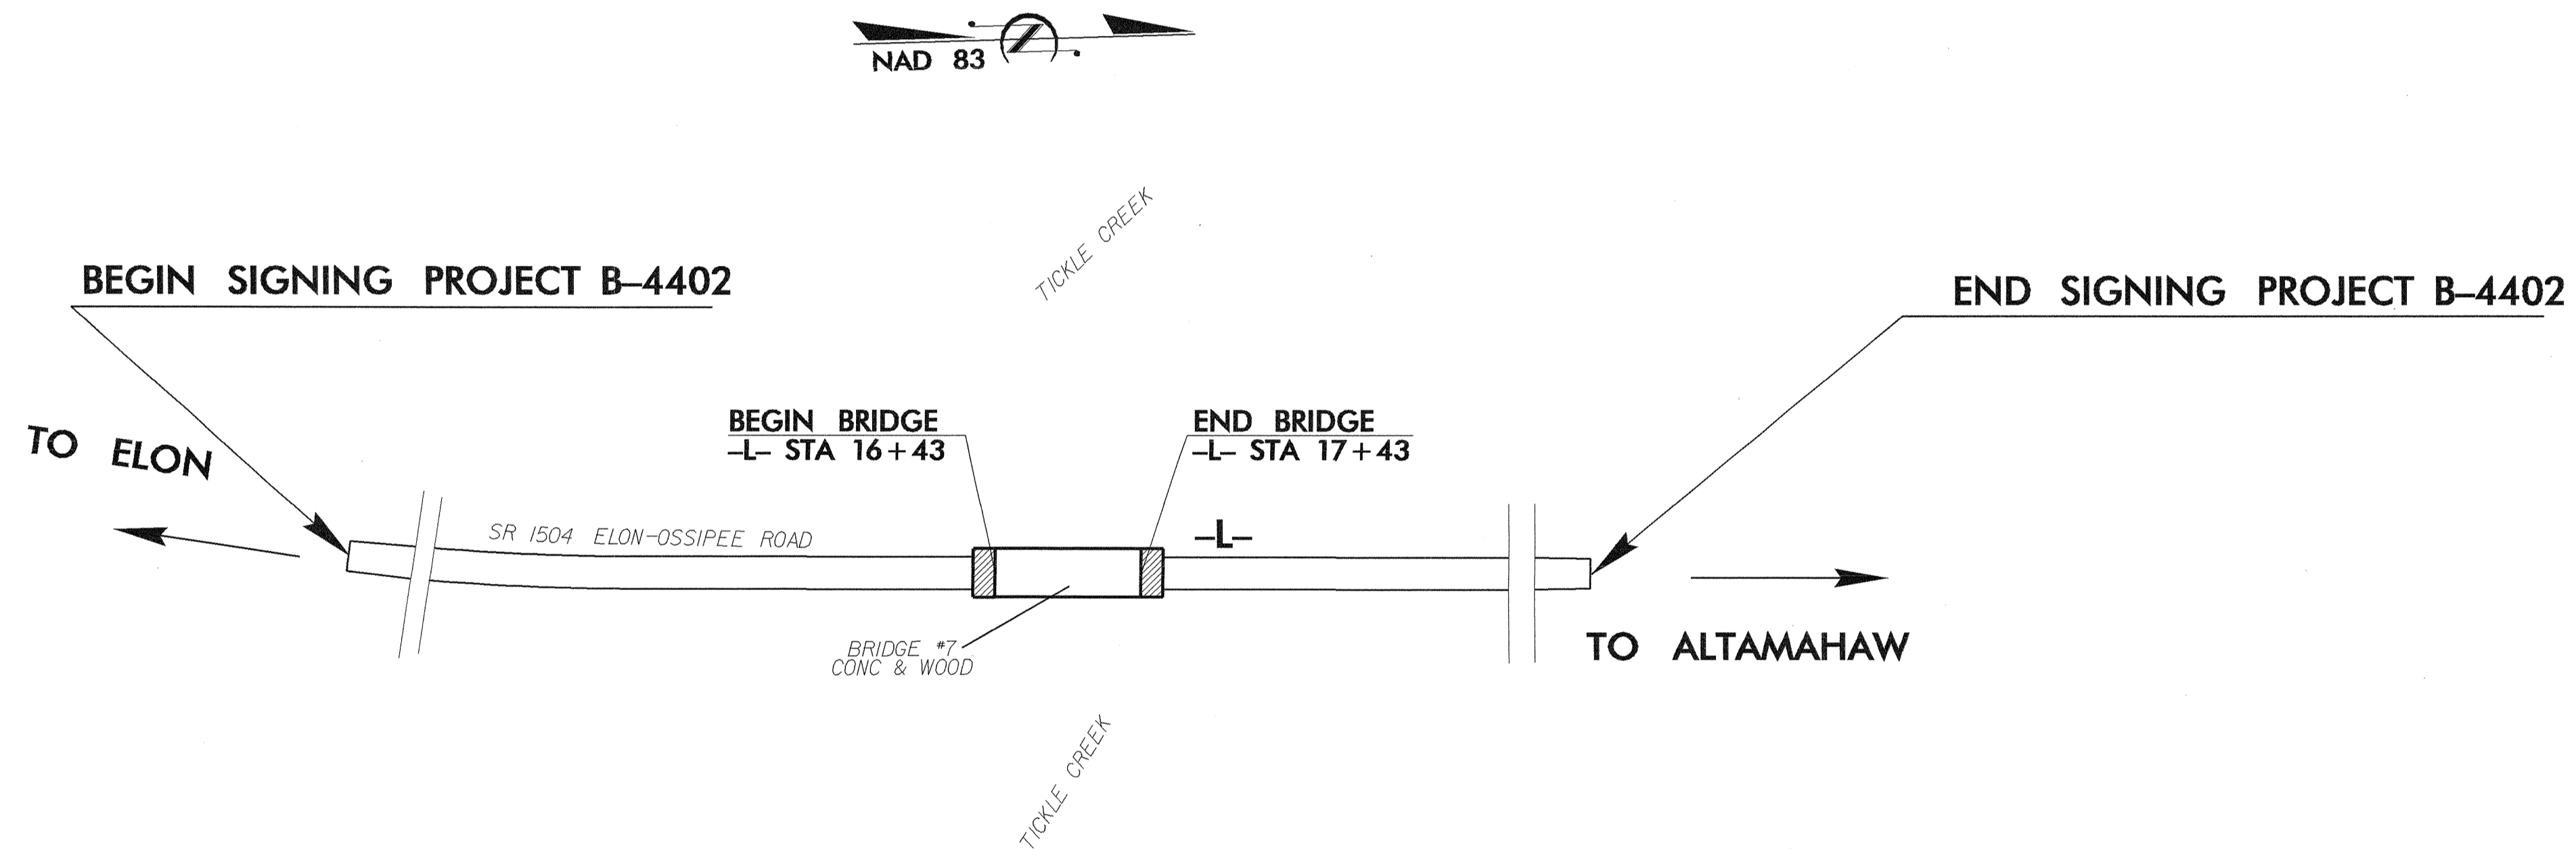 NAD 83
TICKLE CREEK
BEGIN SIGNING PROJECT B-4402
END SIGNING PROJECT B-4402
TO ELON
BEGIN BRIDGE
-L- STA 16+43
END BRIDGE
-L- STA 17+43
SR 1504 ELON-OSSIPEE ROAD
-L-
BRIDGE #7
CONC & WOOD
TO ALTAMAHAW
TICKLE CREEK